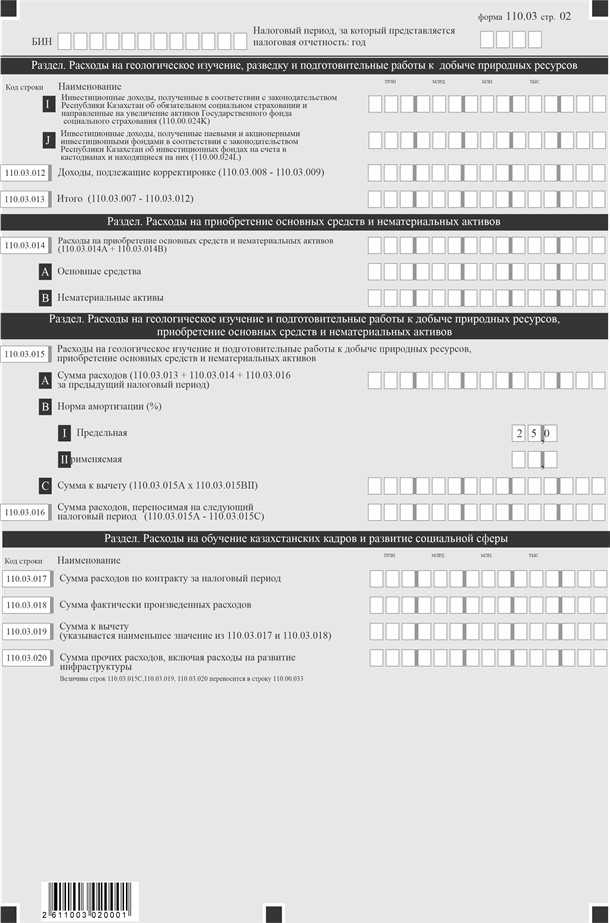 форма 110.03 стр. 02
БИН
Налоговый период, за который представляется
налоговая отчетность: год
Раздел. Расходы на геологическое изучение, разведку и подготовительные работы к добыче природных ресурсов
Код строки Наименование трлн млрд млн тыс
I Инвестиционные доходы, полученные в соответствии с законодательством
Республики Казахстан об обязательном социальном страховании и
направленные на увеличение активов Государственного фонда
социального страхования (110.00.024K)
J Инвестиционные доходы, полученные паевыми и акционерными
инвестиционными фондами в соответствии с законодательством
Республики Казахстан об инвестиционных фондах на счета в
кастодианах и находящиеся на них (110.00.024L)
110.03.012 Доходы, подлежащие корректировке (110.03.008 - 110.03.009)
110.03.013 Итого (110.03.007 - 110.03.012)
Раздел. Расходы на приобретение основных средств и нематериальных активов
110.03.014 Расходы на приобретение основных средств и нематериальных активов
(110.03.014A + 110.03.014B)
A Основные средства
B Нематериальные активы
Раздел. Расходы на геологическое изучение и подготовительные работы к добыче природных ресурсов,
приобретение основных средств и нематериальных активов
110.03.015 Расходы на геологическое изучение и подготовительные работы к добыче природных ресурсов,
приобретение основных средств и нематериальных активов
A Сумма расходов (110.03.013 + 110.03.014 + 110.03.016
за предыдущий налоговый период)
B Норма амортизации (%)
I Предельная 2 5 , 0
II рименяемая ,
C Сумма к вычету (110.03.015A x 110.03.015BII)
110.03.016 Сумма расходов, переносимая на следующий
налоговый период (110.03.015A - 110.03.015C)
Раздел. Расходы на обучение казахстанских кадров и развитие социальной сферы
Код строки Наименование трлн млрд млн тыс
110.03.017 Сумма расходов по контракту за налоговый период
110.03.018 Сумма фактически произведенных расходов
110.03.019 Сумма к вычету
(указывается наименьшее значение из 110.03.017 и 110.03.018)
110.03.020 Сумма прочих расходов, включая расходы на развитие
инфраструктуры
Величина строк 110.03.015C,110.03.019, 110.03.020 переносится в строку 110.00.033
2 611003 020001